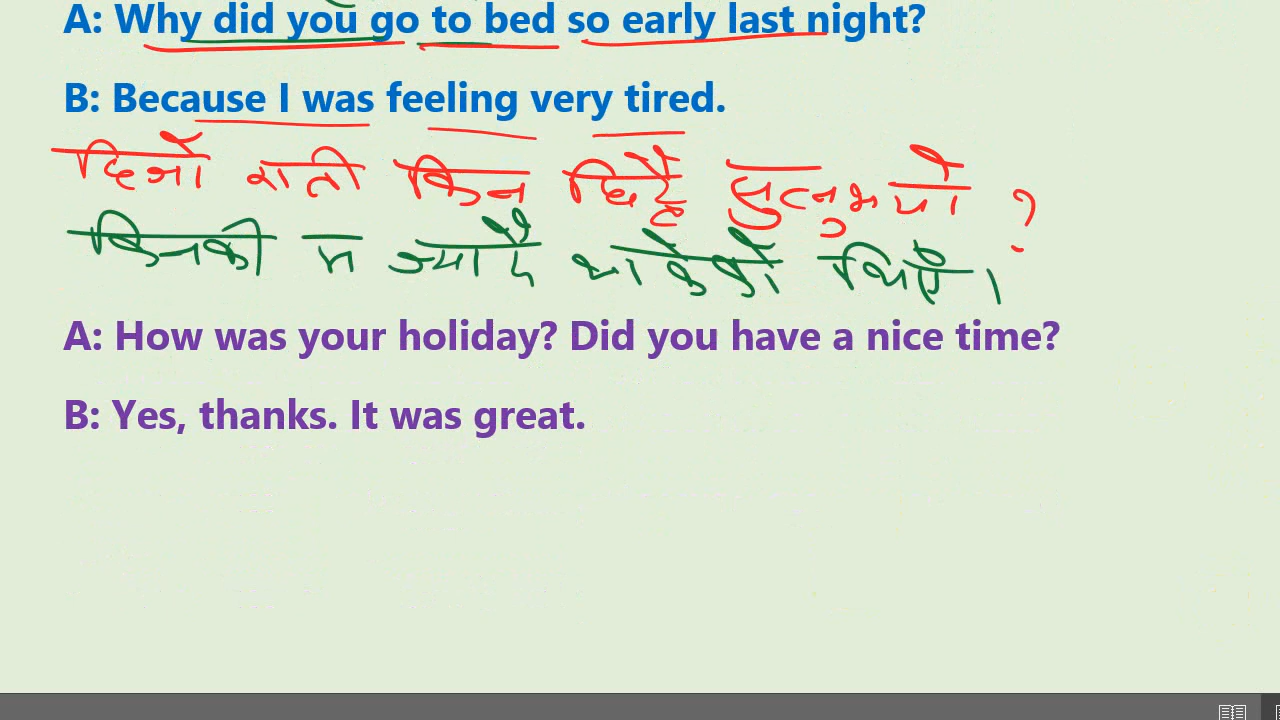 A: Why did you go to bed so early last night?
B: Because I was feeling very tired.
हिजो राती किन छिट्टै सुत्नुभयो ?
किनकी म ज्यादै थाकेको थिएँ।
A: How was your holiday? Did you have a nice time?
B: Yes, thanks. It was great.